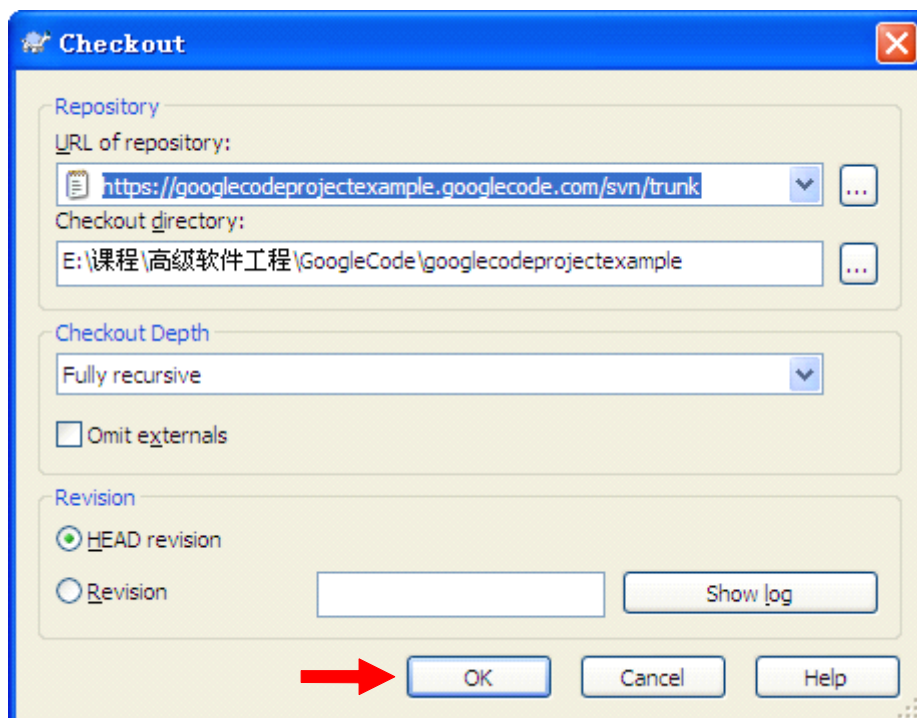 Checkout
Repository
URL of repository:
https://googlecodeprojectexample.googlecode.com/svn/trunk
...
Checkout directory:
E:\课程\高级软件工程\GoogleCode\googlecodeprojectexample
...
Checkout Depth
Fully recursive
Omit externals
Revision
HEAD revision
Revision
Show log
OK Cancel Help